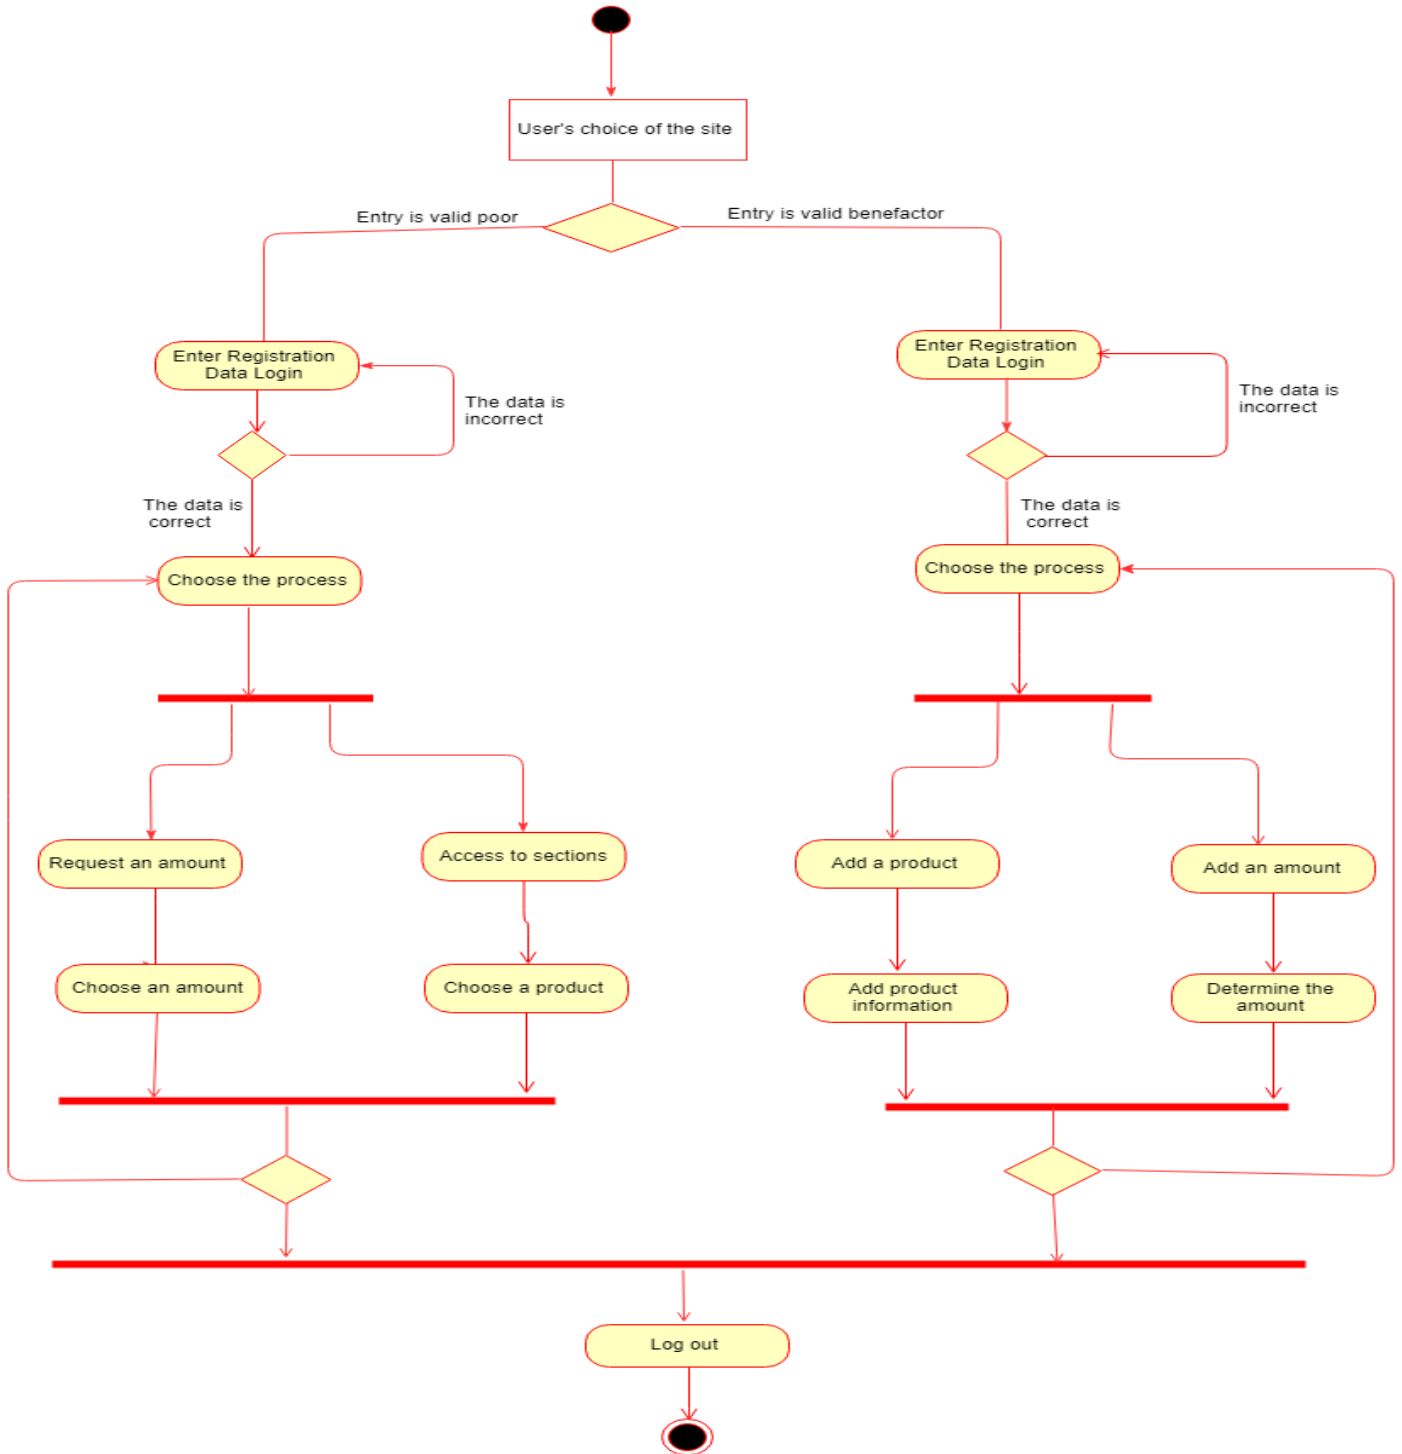 User's choice of the site
Entry is valid poor
Entry is valid benefactor
Enter Registration
Data Login
The data is
incorrect
The data is
correct
Choose the process
Request an amount
Access to sections
Choose an amount
Choose a product
Enter Registration
Data Login
The data is
incorrect
The data is
correct
Choose the process
Add a product
Add an amount
Add product
information
Determine the
amount
Log out